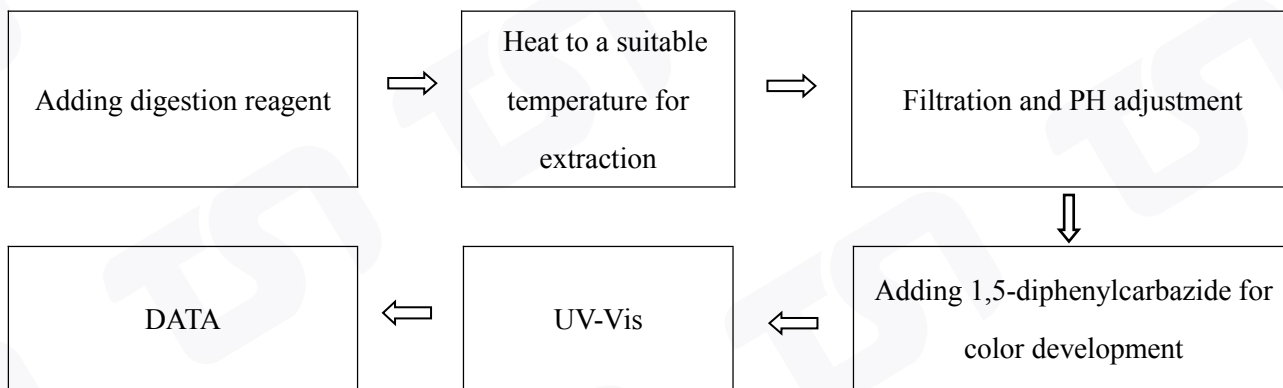 Adding digestion reagent
Heat to a suitable
temperature for
extraction
Filtration and PH adjustment
Adding 1,5-diphenylcarbazide for
color development
UV-Vis
DATA